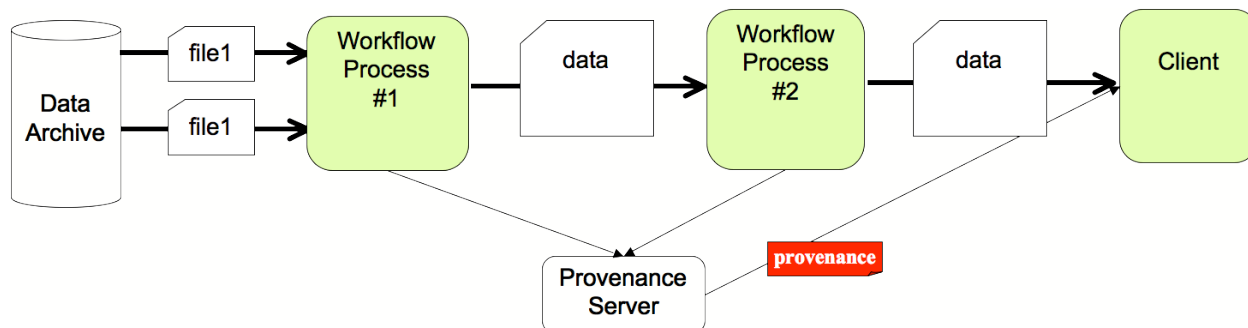 Data
Archive
file1
file1
Workflow
Process
#1
data
Workflow
Process
#2
data
Client
provenance
Provenance
Server